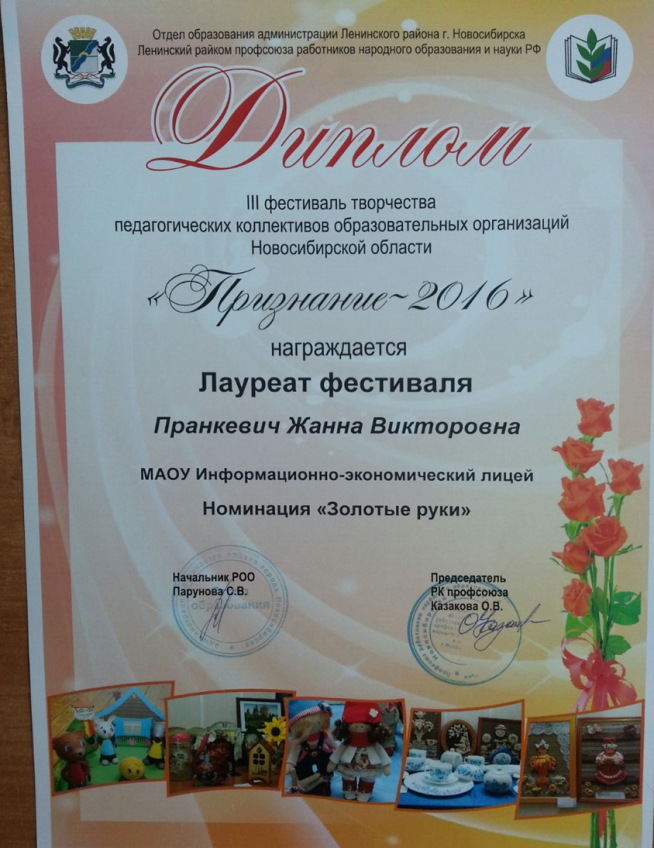 Отдел образования администрации Ленинского района г. Новосибирска
Ленинский райком профсоюза работников народного образования и науки РФ
Диплом
III фестиваль творчества
педагогических коллективов образовательных организаций
Новосибирской области
«Признание~2016»
награждается
Лауреат фестиваля
Пранкевич Жанна Викторовна
МАОУ Информационно-экономический лицей
Номинация «Золотые руки»
Начальник РОО
Парунова С.В.
образования
Председатель
РК профсоюза
Казакова О.В.